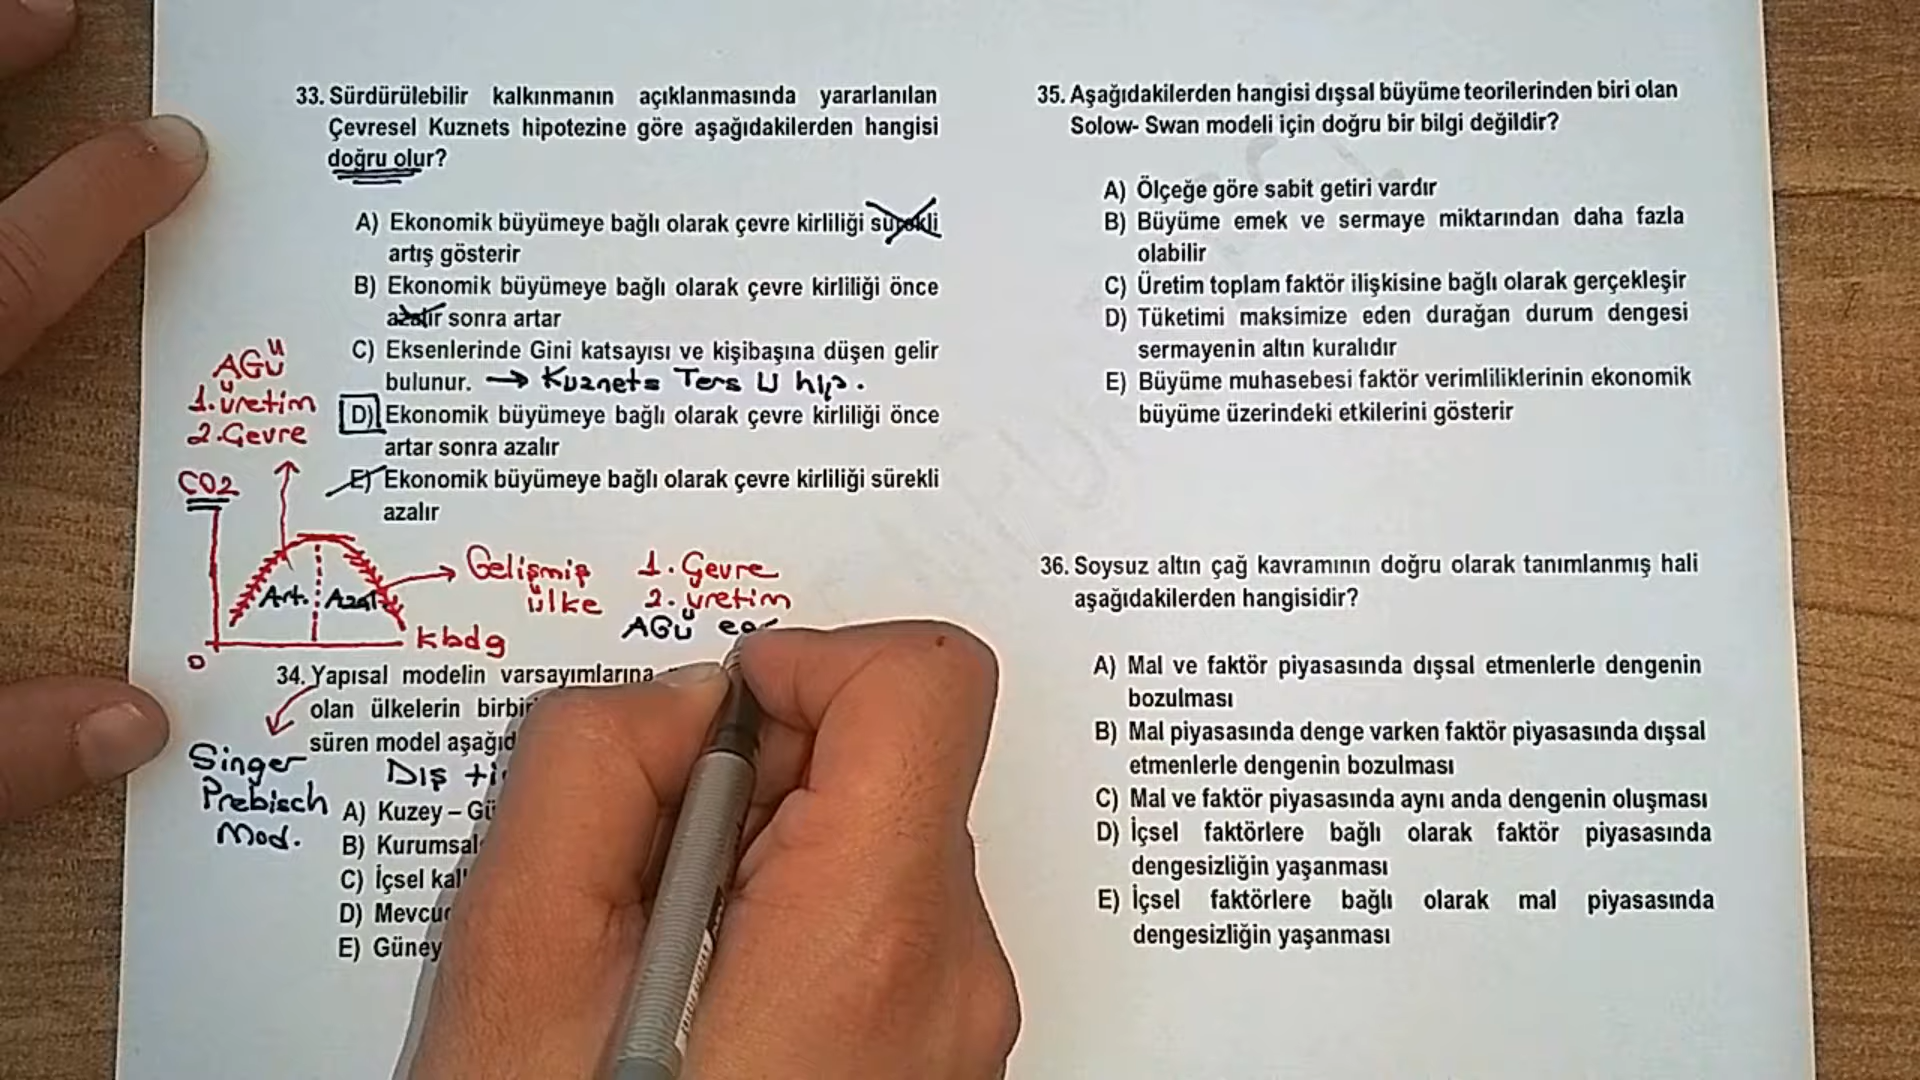 33. Sürdürülebilir kalkınmanın açıklanmasında yararlanılan
Çevresel Kuznets hipotezine göre aşağıdakilerden hangisi
doğru olur?
A) Ekonomik büyümeye bağlı olarak çevre kirliliği sürekli
artış gösterir
B) Ekonomik büyümeye bağlı olarak çevre kirliliği önce
azalır sonra artar
C) Eksenlerinde Gini katsayısı ve kişibaşına düşen gelir
bulunur. → Kuznets Ters U hip.
D) Ekonomik büyümeye bağlı olarak çevre kirliliği önce
artar sonra azalır
E) Ekonomik büyümeye bağlı olarak çevre kirliliği sürekli
azalır
AGÜ
1. üretim
2. Çevre
CO2
Art. Azal.
Gelişmiş
ülke
1. Çevre
2. üretim
AGÜ
kbdg
0
34. Yapısal modelin varsayımlarına
olan ülkelerin
süren model
Singer
Prebisch
Mod.
Dış
A) Kuzey –
B)
C) İçsel
D)
E) Güney
35. Aşağıdakilerden hangisi dışsal büyüme teorilerinden biri olan
Solow- Swan modeli için doğru bir bilgi değildir?
A) Ölçeğe göre sabit getiri vardır
B) Büyüme emek ve sermaye miktarından daha fazla
olabilir
C) Üretim toplam faktör ilişkisine bağlı olarak gerçekleşir
D) Tüketimi maksimize eden durağan durum dengesi
sermayenin altın kuralıdır
E) Büyüme muhasebesi faktör verimliliklerinin ekonomik
büyüme üzerindeki etkilerini gösterir
36. Soysuz altın çağ kavramının doğru olarak tanımlanmış hali
aşağıdakilerden hangisidir?
A) Mal ve faktör piyasasında dışsal etmenlerle dengenin
bozulması
B) Mal piyasasında denge varken faktör piyasasında dışsal
etmenlerle dengenin bozulması
C) Mal ve faktör piyasasında aynı anda dengenin oluşması
D) İçsel faktörlere bağlı olarak faktör piyasasında
dengesizliğin yaşanması
E) İçsel faktörlere bağlı olarak mal piyasasında
dengesizliğin yaşanması